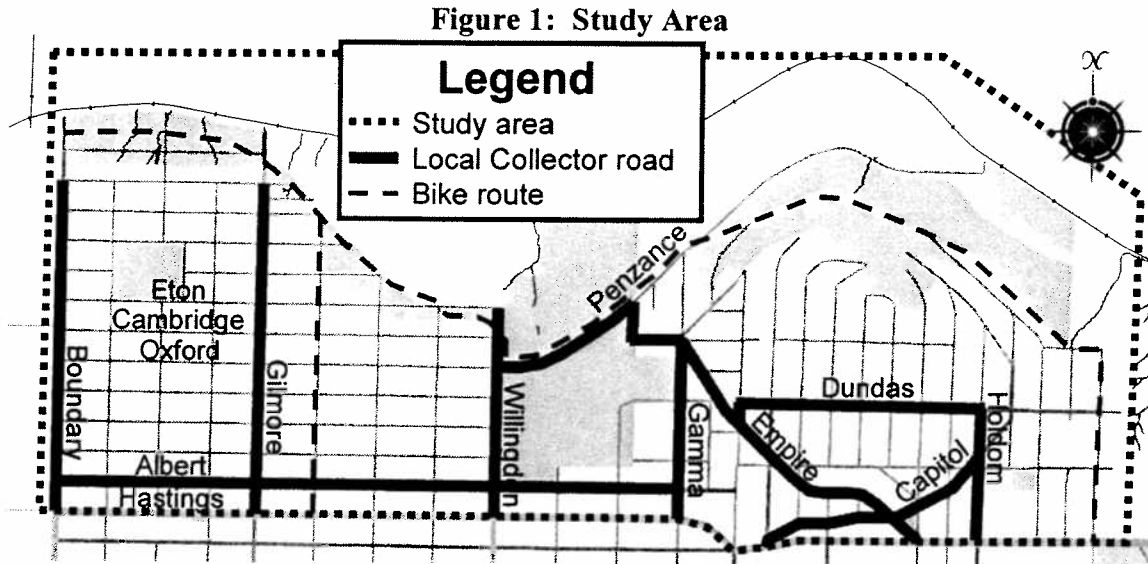 Figure 1: Study Area
N
Legend
Study area
Local Collector road
Bike route
Penzance
Eton
Cambridge
Oxford
Boundary
Gilmore
Willingdon
Gamma
Dundas
Empire
Capitol
Holdom
Albert
Hastings